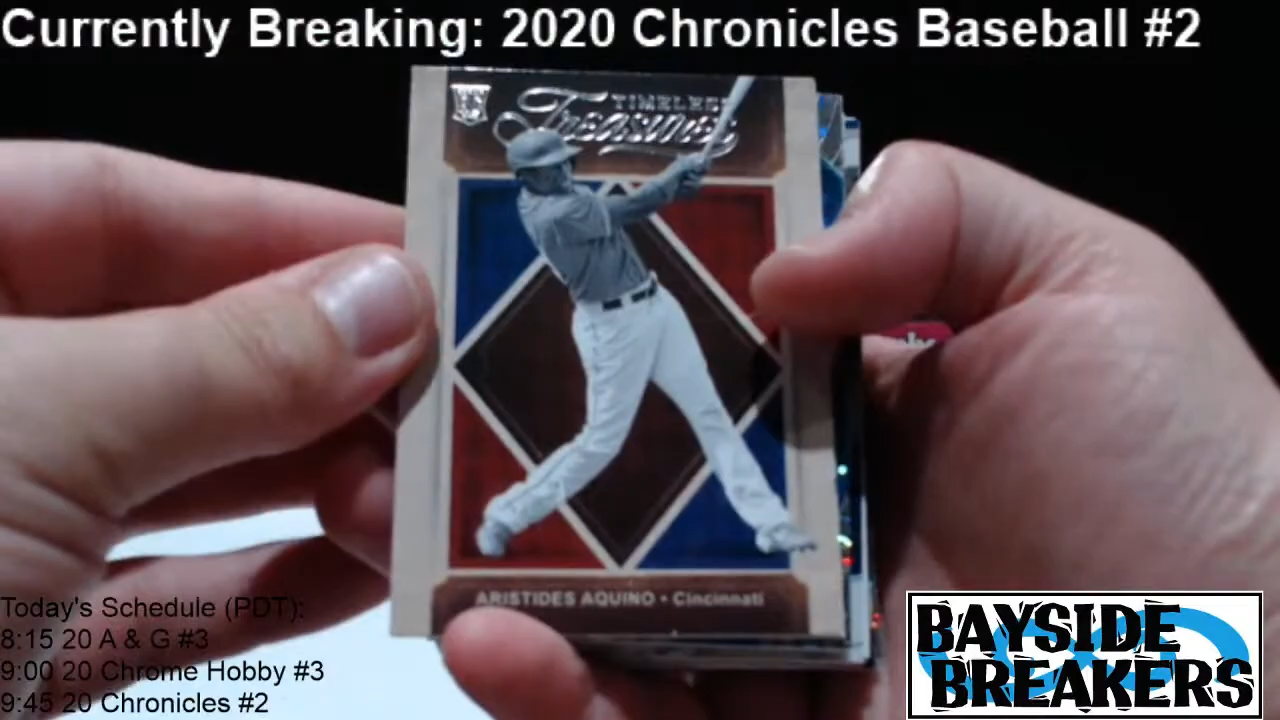 Currently Breaking: 2020 Chronicles Baseball #2
RC
TIMELESS
Treasures
ARISTIDES AQUINO • Cincinnati
Today's Schedule (PDT):
8:15 20 A & G #3
9:00 20 Chrome Hobby #3
9:45 20 Chronicles #2
BAYSIDE
BREAKERS